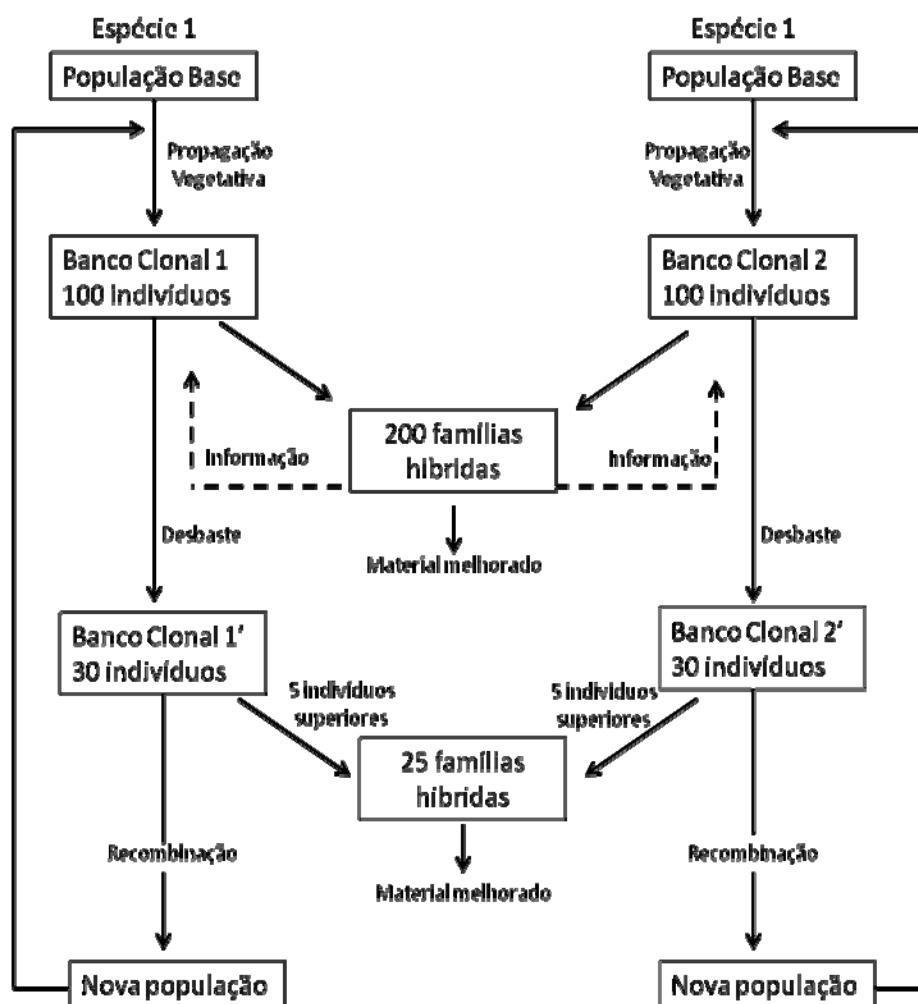 Espécie 1
Espécie 1
População Base
População Base
Propagação
Vegetativa
Propagação
Vegetativa
Banco Clonal 1
100 indivíduos
Banco Clonal 2
100 indivíduos
200 famílias
híbridas
Informação
Informação
Desbaste
Desbaste
Material melhorado
Banco Clonal 1'
30 indivíduos
Banco Clonal 2'
30 indivíduos
5 indivíduos
superiores
5 indivíduos
superiores
25 famílias
híbridas
Recombinação
Recombinação
Material melhorado
Nova população
Nova população